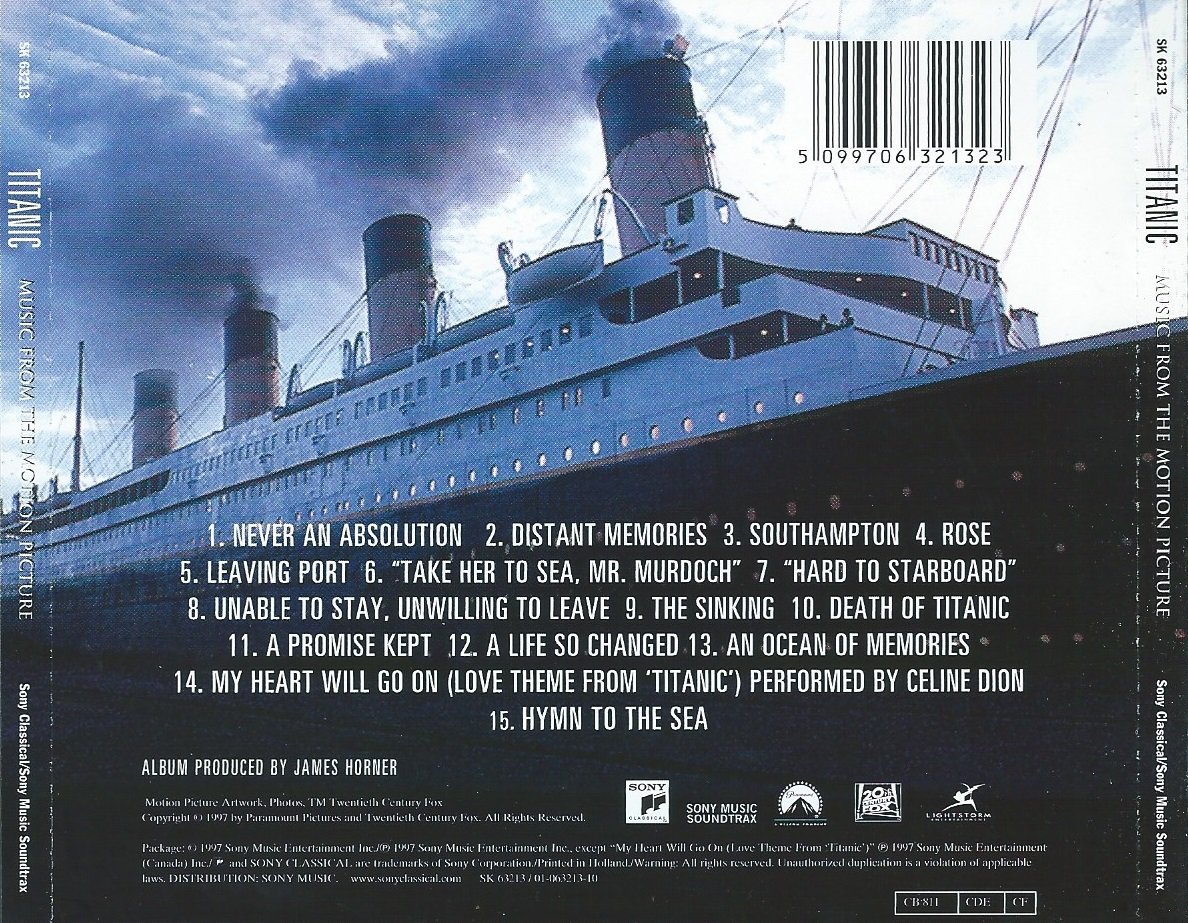 SK 63213
TITANIC
MUSIC FROM THE MOTION PICTURE
Sony Classical/Sony Music Soundtrax
5 099706 321323
1. NEVER AN ABSOLUTION 2. DISTANT MEMORIES 3. SOUTHAMPTON 4. ROSE
5. LEAVING PORT 6. “TAKE HER TO SEA, MR. MURDOCH” 7. “HARD TO STARBOARD”
8. UNABLE TO STAY, UNWILLING TO LEAVE 9. THE SINKING 10. DEATH OF TITANIC
11. A PROMISE KEPT 12. A LIFE SO CHANGED 13. AN OCEAN OF MEMORIES
14. MY HEART WILL GO ON (LOVE THEME FROM ‘TITANIC’) PERFORMED BY CELINE DION
15. HYMN TO THE SEA
ALBUM PRODUCED BY JAMES HORNER
Motion Picture Artwork, Photos, TM Twentieth Century Fox
Copyright © 1997 by Paramount Pictures and Twentieth Century Fox. All Rights Reserved.
SONY
CLASSICAL
SONY MUSIC
SOUNDTRAX
Paramount
20th
CENTURY
FOX
LIGHTSTORM
ENTERTAINMENT
Package: © 1997 Sony Music Entertainment Inc./℗ 1997 Sony Music Entertainment Inc., except “My Heart Will Go On (Love Theme From ‘Titanic’)” ℗ 1997 Sony Music Entertainment
(Canada) Inc./ and SONY CLASSICAL are trademarks of Sony Corporation./Printed in Holland./Warning: All rights reserved. Unauthorized duplication is a violation of applicable
laws. DISTRIBUTION: SONY MUSIC. www.sonyclassical.com SK 63213 / 01-063213-10
CB 811 CDE CF
SK 63213
TITANIC
MUSIC FROM THE MOTION PICTURE
Sony Classical/Sony Music Soundtrax